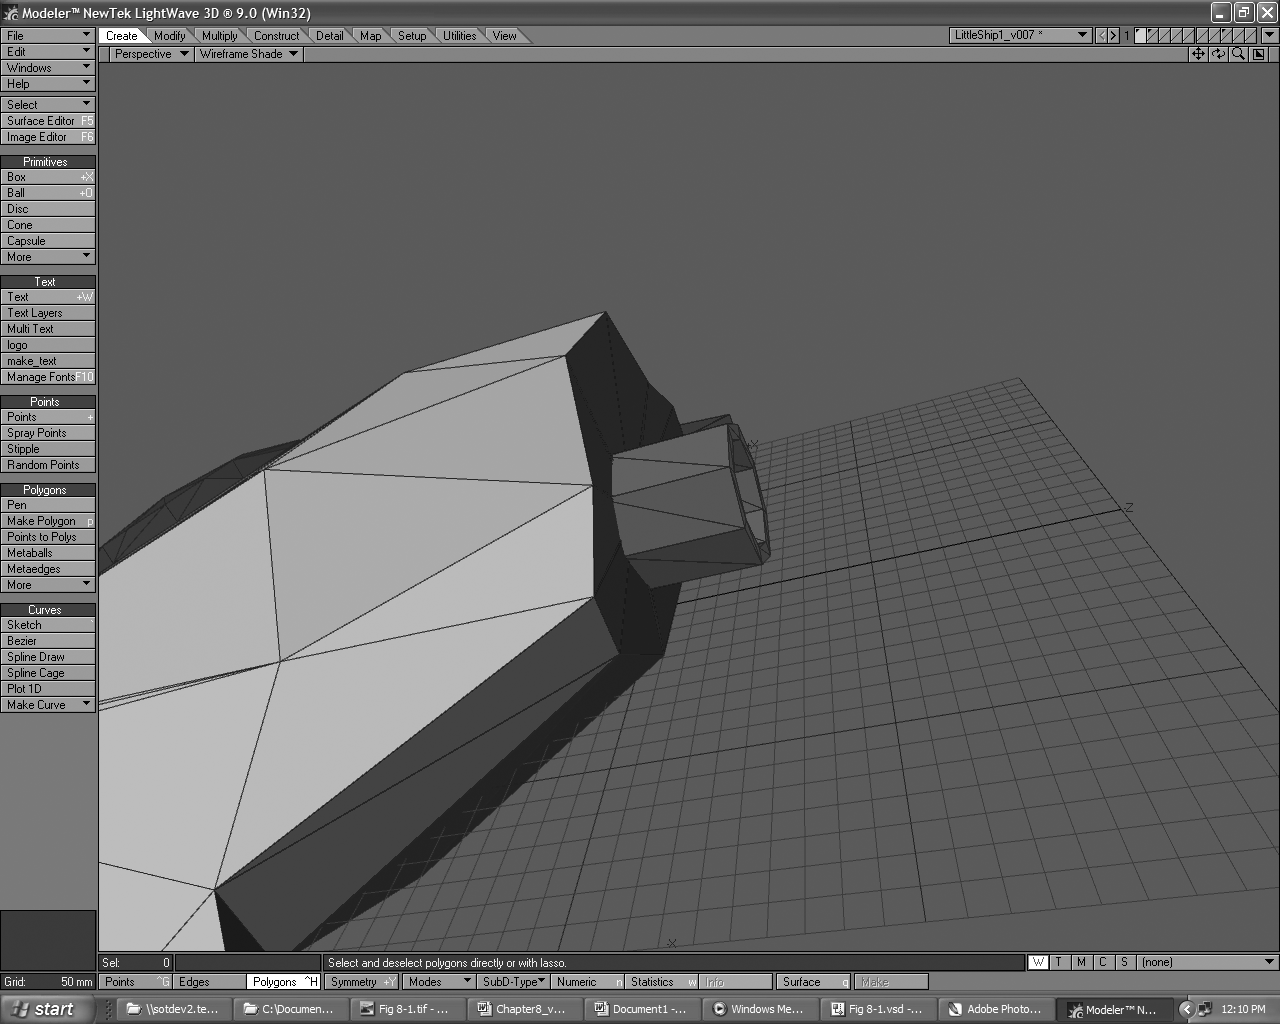 Modeler™ NewTek LightWave 3D ® 9.0 (Win32)
File
Create Modify Multiply Construct Detail Map Setup Utilities View
LittleShip1_v007 *
1
Edit
Perspective
Wireframe Shade
Windows
Help
Select
Surface Editor F5
Image Editor F6
Primitives
Box +X
Ball +O
Disc
Cone
Capsule
More
Text
Text +W
Text Layers
Multi Text
logo
make_text
Manage Fonts F10
Points
Points +
Spray Points
Stipple
Random Points
Polygons
Pen
Make Polygon p
Points to Polys
Metaballs
Metaedges
More
Curves
Sketch `
Bezier
Spline Draw
Spline Cage
Plot 1D
Make Curve
X
Z
X
Sel: 0
Select and deselect polygons directly or with lasso.
W T M C S (none)
Grid: 50 mm
Points ^G
Edges
Polygons ^H
Symmetry +Y
Modes
SubD-Type
Numeric n
Statistics w
Info
Surface q
Make
start
\\sotdev2.te...
C:\Documen...
Fig 8-1.tif - ...
Chapter8_v...
Document1 -...
Windows Me...
Fig 8-1.vsd -...
Adobe Photo...
Modeler™ N...
12:10 PM